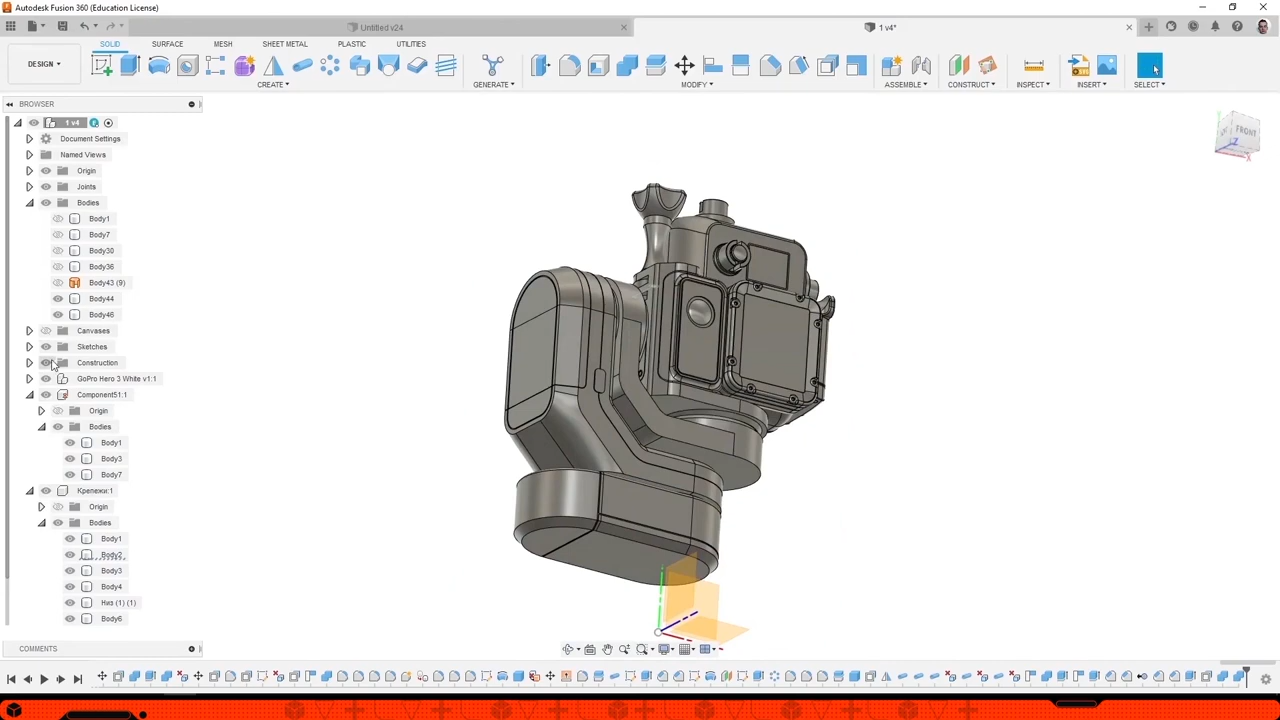 Autodesk Fusion 360 (Education License)
Untitled v24
1 v4*
DESIGN
SOLID
SURFACE
MESH
SHEET METAL
PLASTIC
UTILITIES
CREATE
GENERATE
MODIFY
ASSEMBLE
CONSTRUCT
INSPECT
INSERT
SELECT
BROWSER
1 v4
Document Settings
Named Views
Origin
Joints
Bodies
Body1
Body7
Body30
Body36
Body43 (9)
Body44
Body46
Canvases
Sketches
Construction
GoPro Hero 3 White v1:1
Component51:1
Origin
Bodies
Body1
Body3
Body7
Крепежи:1
Origin
Bodies
Body1
Body2
Body3
Body4
Низ (1) (1)
Body6
COMMENTS
FRONT
Z
X